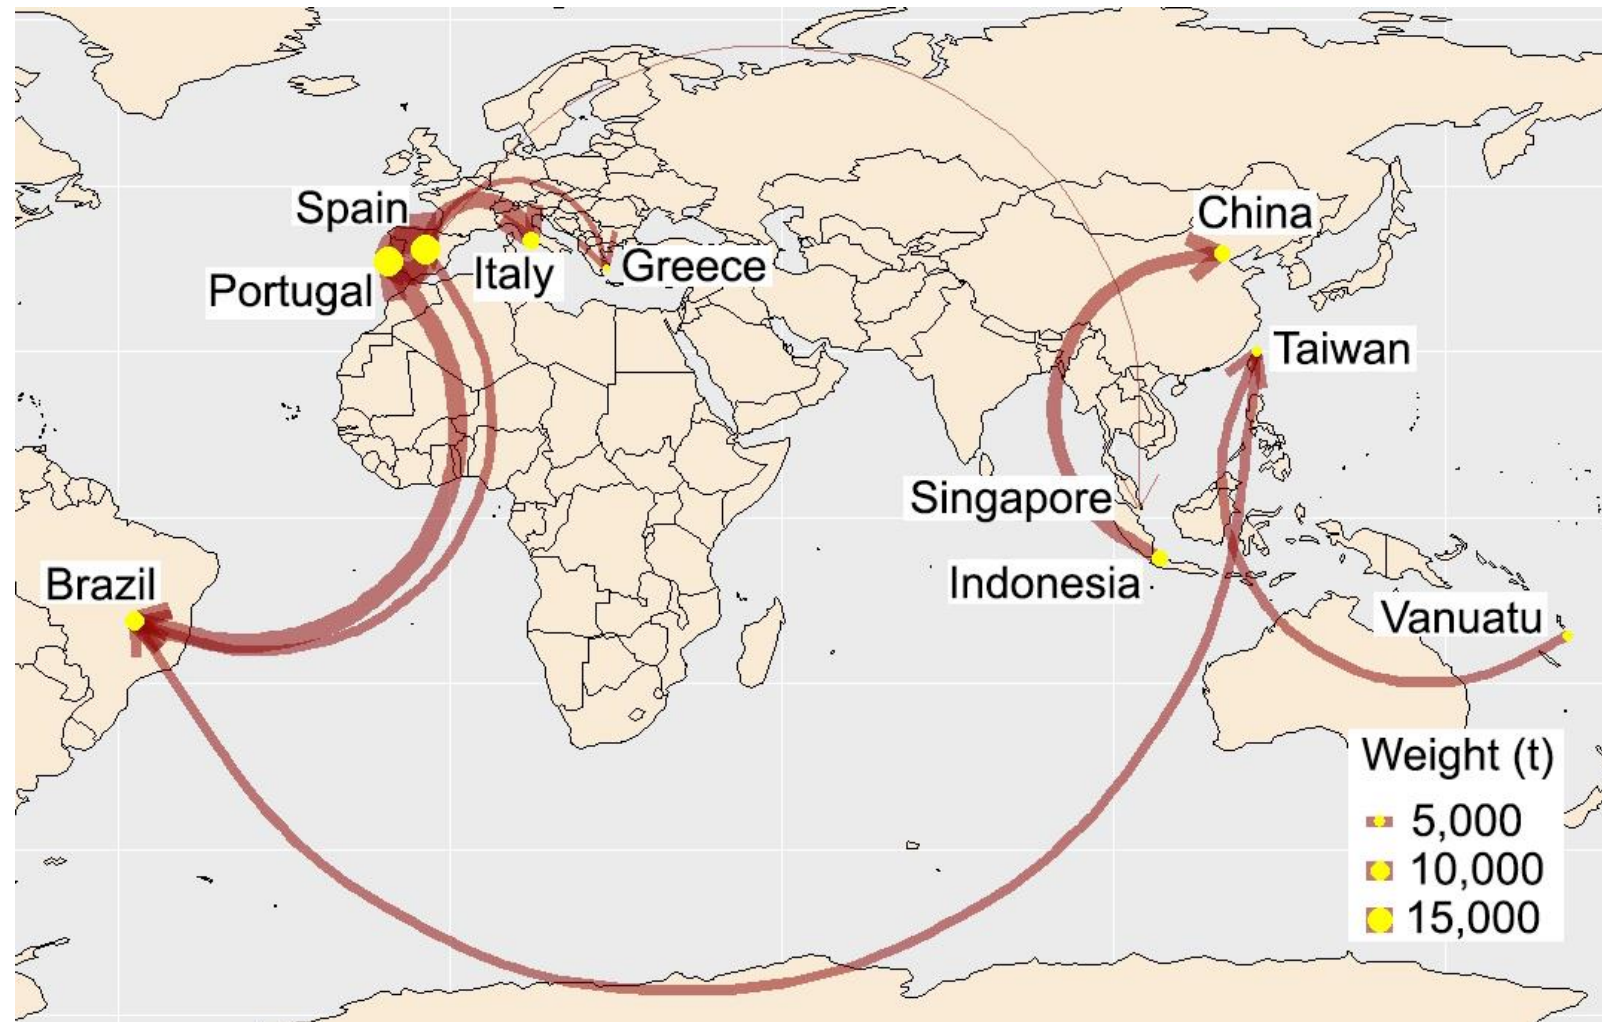 Spain
China
Portugal
Italy
Greece
Taiwan
Singapore
Brazil
Indonesia
Vanuatu
Weight (t)
5,000
10,000
15,000